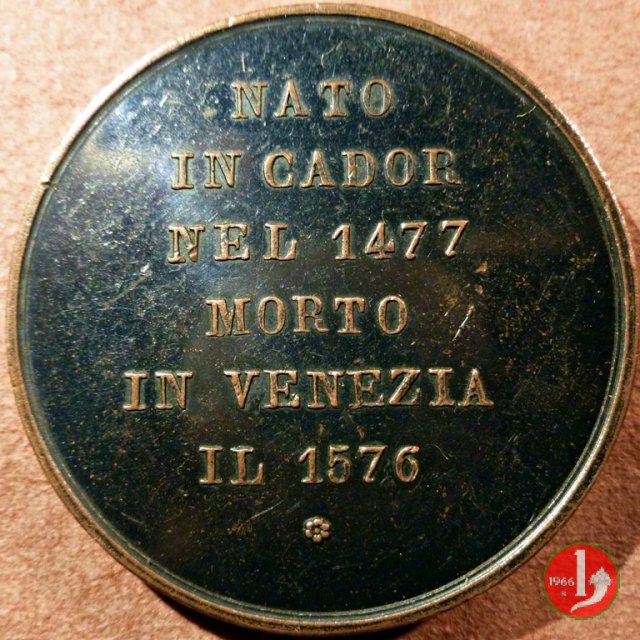 NATO
IN CADOR
NEL 1477
MORTO
IN VENEZIA
IL 1576
1966